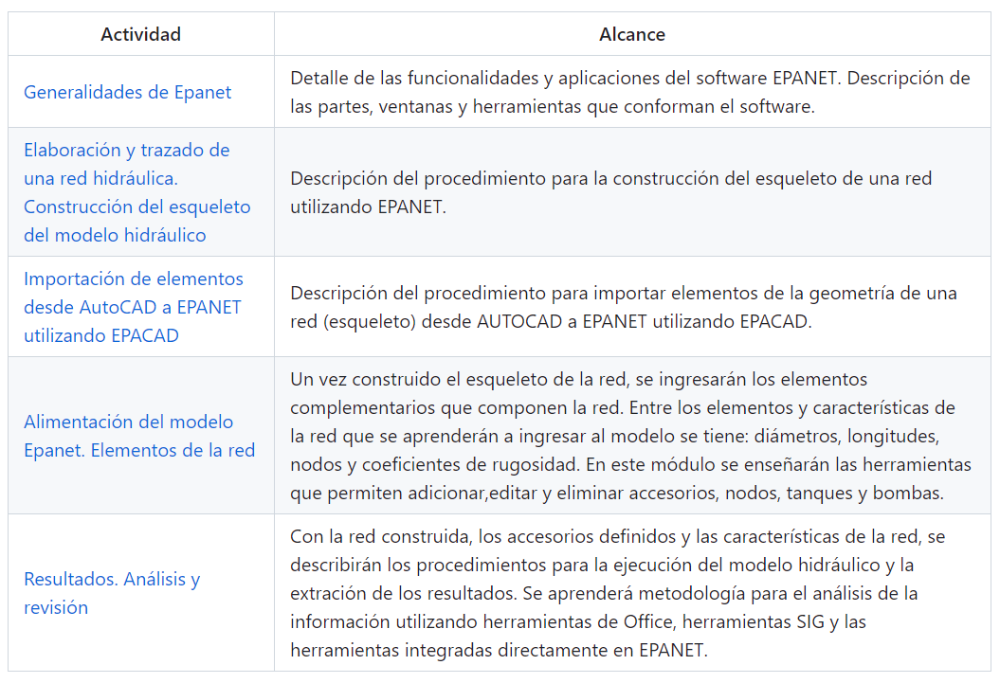 Actividad
Alcance
Generalidades de Epanet
Detalle de las funcionalidades y aplicaciones del software EPANET. Descripción de
las partes, ventanas y herramientas que conforman el software.
Elaboración y trazado de
una red hidráulica.
Construcción del esqueleto
del modelo hidráulico
Descripción del procedimiento para la construcción del esqueleto de una red
utilizando EPANET.
Importación de elementos
desde AutoCAD a EPANET
utilizando EPACAD
Descripción del procedimiento para importar elementos de la geometría de una
red (esqueleto) desde AUTOCAD a EPANET utilizando EPACAD.
Alimentación del modelo
Epanet. Elementos de la red
Un vez construido el esqueleto de la red, se ingresarán los elementos
complementarios que componen la red. Entre los elementos y características de
la red que se aprenderán a ingresar al modelo se tiene: diámetros, longitudes,
nodos y coeficientes de rugosidad. En este módulo se enseñarán las herramientas
que permiten adicionar,editar y eliminar accesorios, nodos, tanques y bombas.
Resultados. Análisis y
revisión
Con la red construida, los accesorios definidos y las características de la red, se
describirán los procedimientos para la ejecución del modelo hidráulico y la
extración de los resultados. Se aprenderá metodología para el análisis de la
información utilizando herramientas de Office, herramientas SIG y las
herramientas integradas directamente en EPANET.